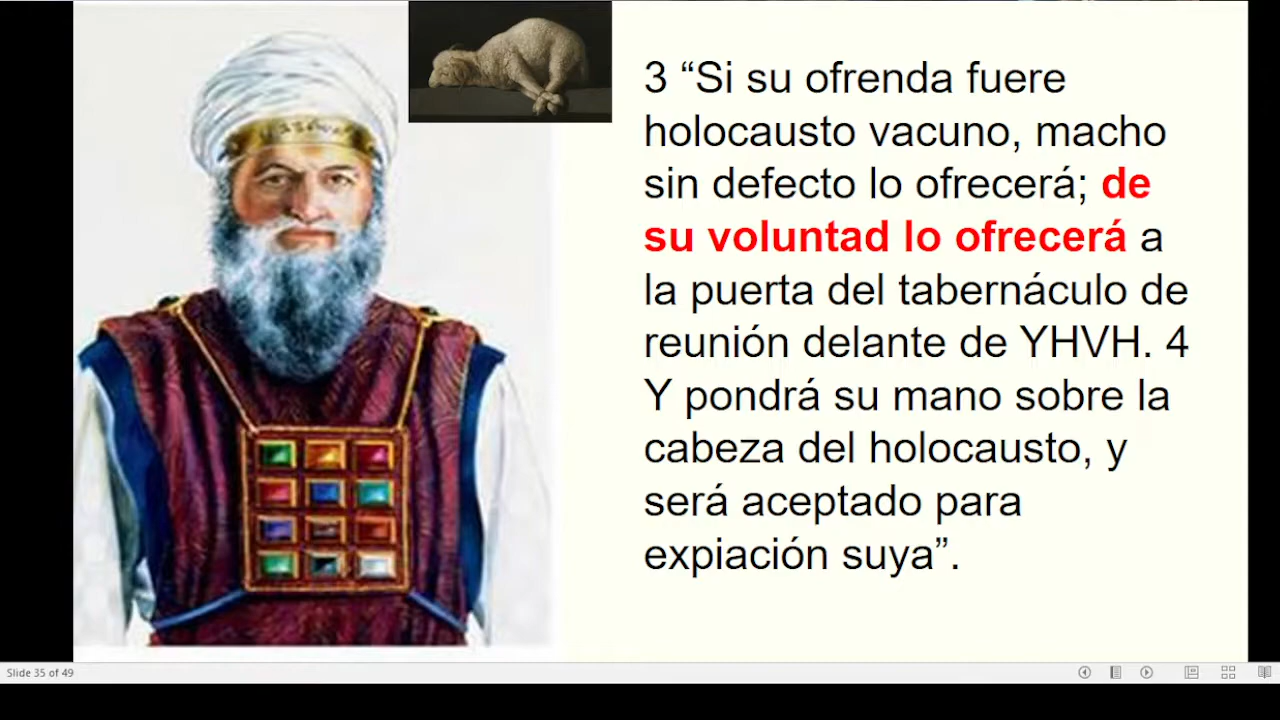 3 “Si su ofrenda fuere
holocausto vacuno, macho
sin defecto lo ofrecerá; de
su voluntad lo ofrecerá a
la puerta del tabernáculo de
reunión delante de YHVH. 4
Y pondrá su mano sobre la
cabeza del holocausto, y
será aceptado para
expiación suya”.
Slide 35 of 49